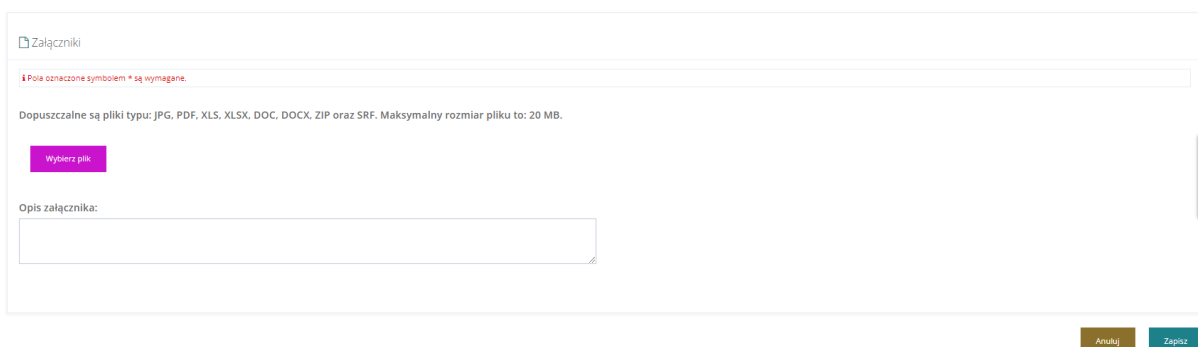 Załączniki
i Pola oznaczone symbolem * są wymagane.
Dopuszczalne są pliki typu: JPG, PDF, XLS, XLSX, DOC, DOCX, ZIP oraz SRF. Maksymalny rozmiar pliku to: 20 MB.
Wybierz plik
Opis załącznika:
Anuluj Zapisz